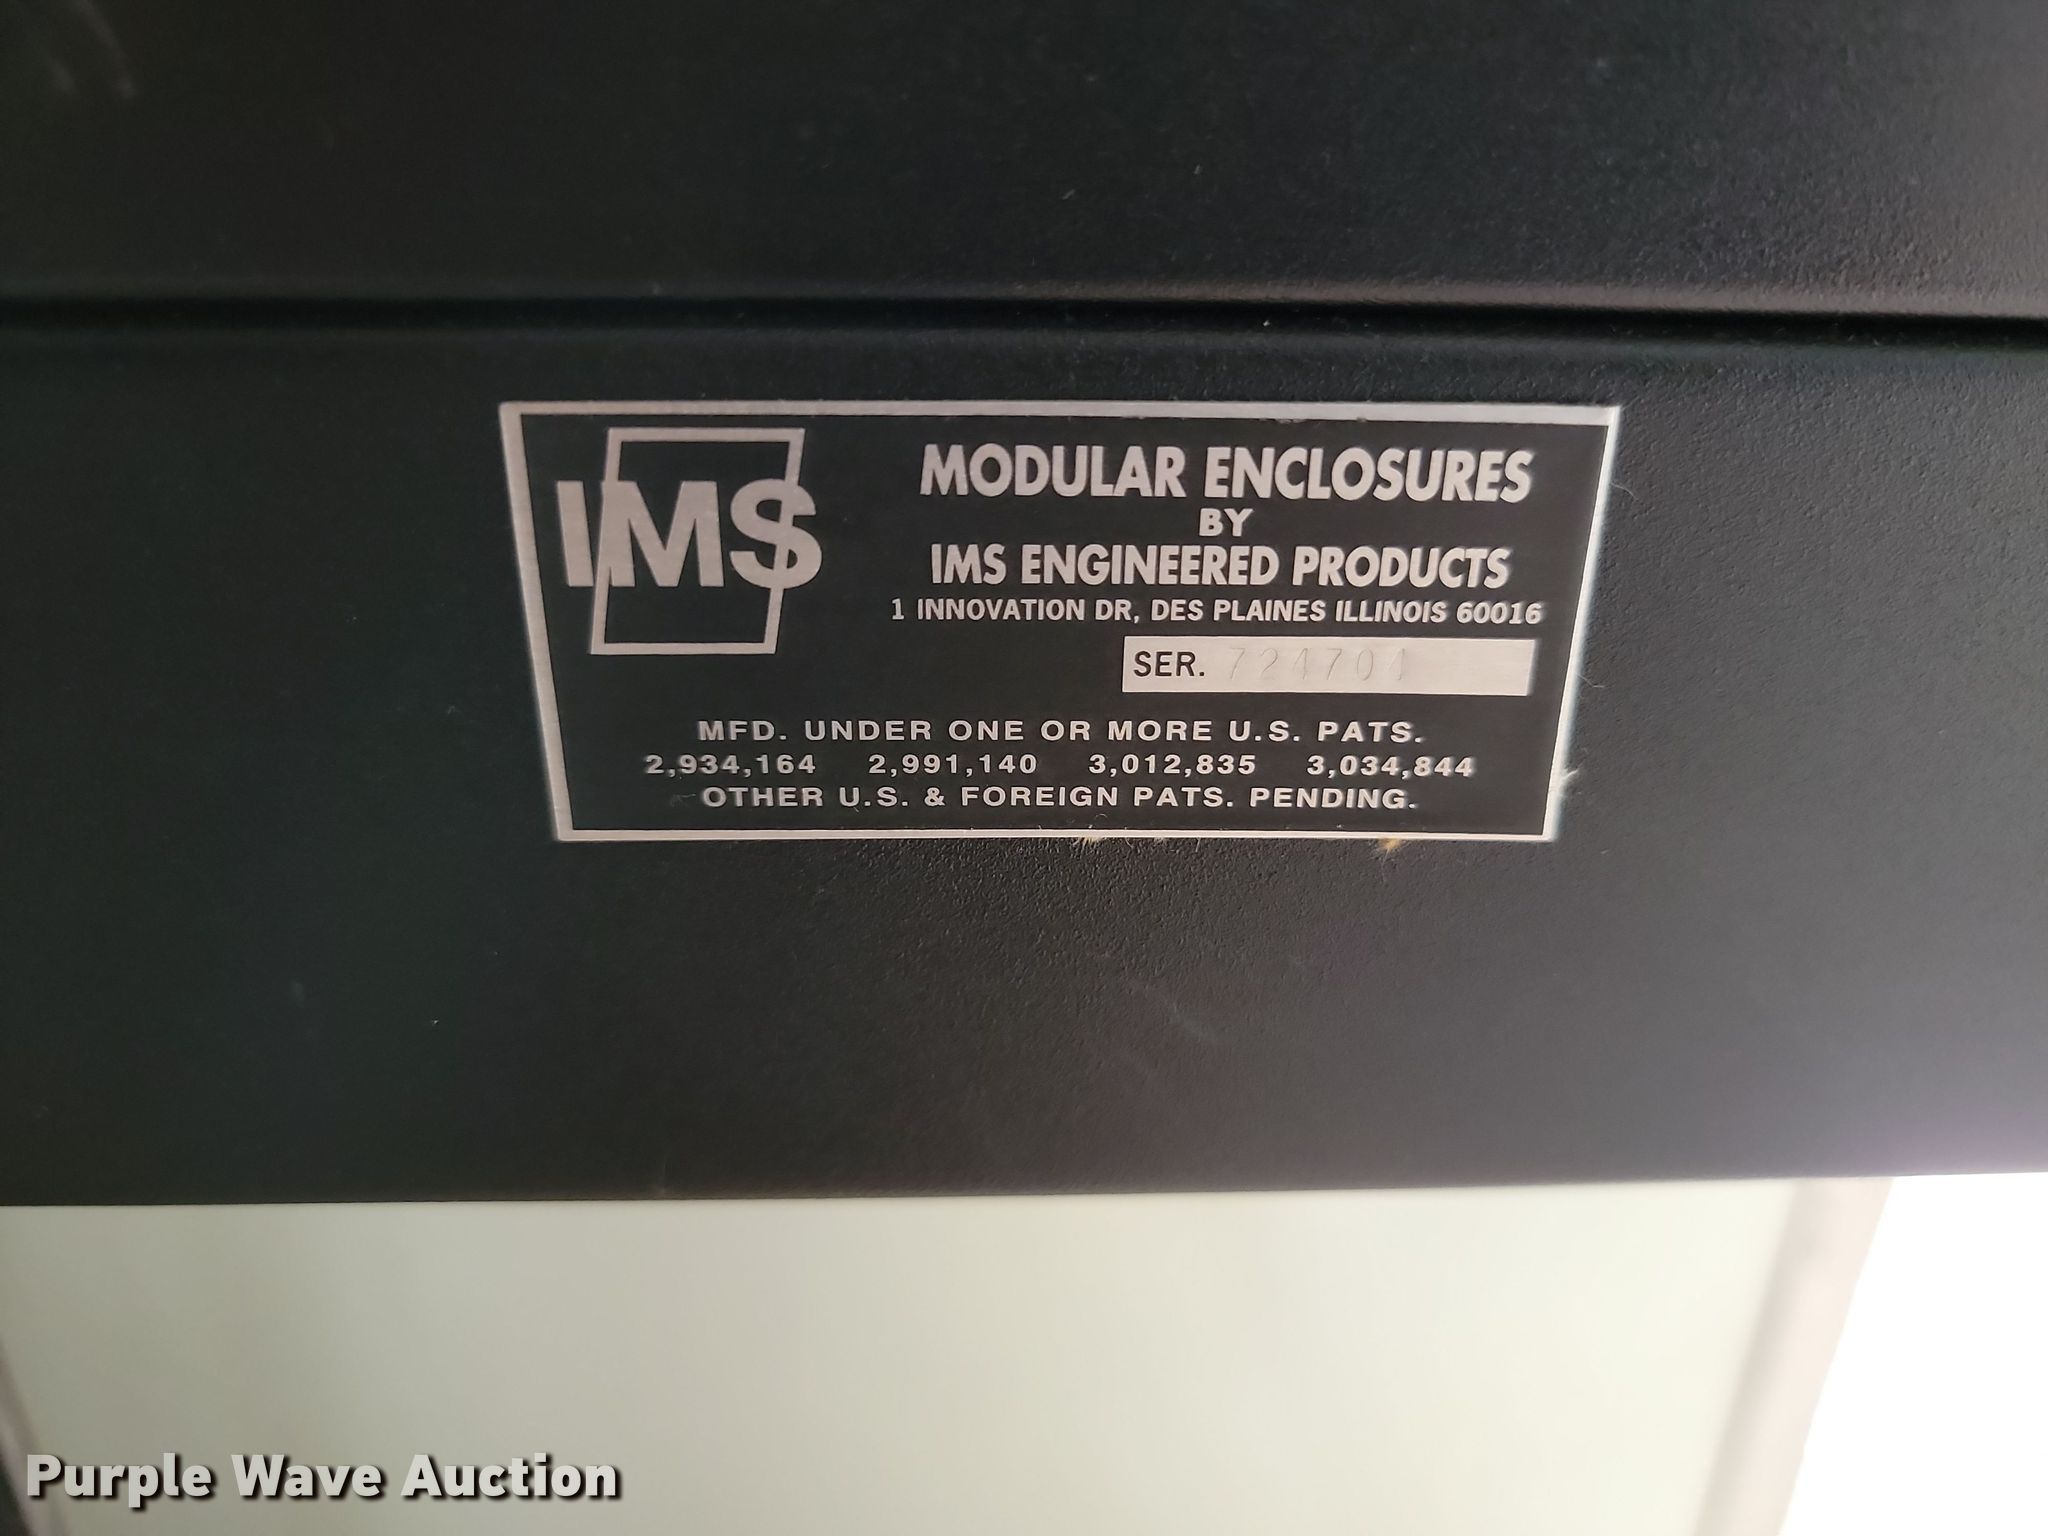 IMS
MODULAR ENCLOSURES
BY
IMS ENGINEERED PRODUCTS
1 INNOVATION DR, DES PLAINES ILLINOIS 60016
SER. 724704
MFD. UNDER ONE OR MORE U.S. PATS.
2,934,164 2,991,140 3,012,835 3,034,844
OTHER U.S. & FOREIGN PATS. PENDING.
Purple Wave Auction